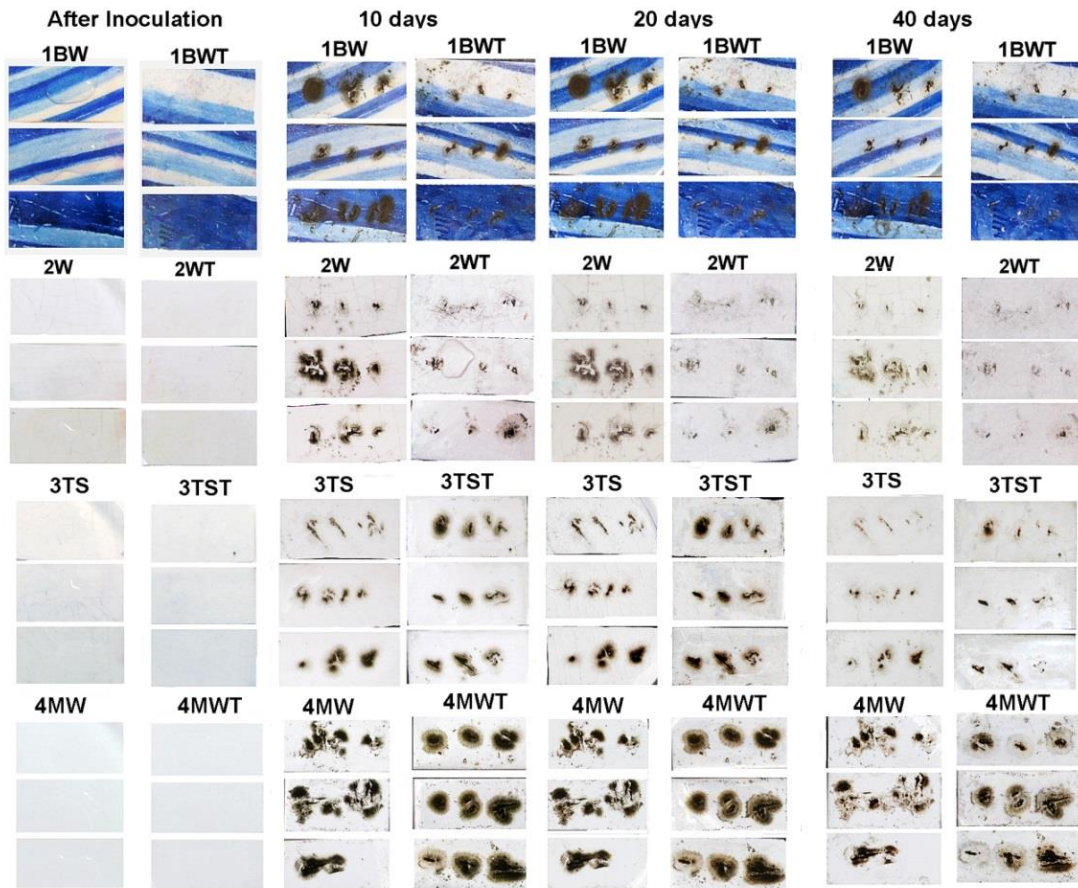 After Inoculation 10 days 20 days 40 days
1BW 1BWT 1BW 1BWT 1BW 1BWT 1BW 1BWT
2W 2WT 2W 2WT 2W 2WT 2W 2WT
3TS 3TST 3TS 3TST 3TS 3TST 3TS 3TST
4MW 4MWT 4MW 4MWT 4MW 4MWT 4MW 4MWT